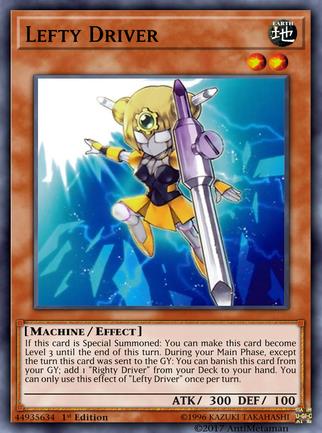 Lefty Driver
EARTH
地
[Machine / Effect]
If this card is Special Summoned: You can make this card become
Level 3 until the end of this turn. During your Main Phase, except
the turn this card was sent to the GY: You can banish this card from
your GY; add 1 "Righty Driver" from your Deck to your hand. You
can only use this effect of "Lefty Driver" once per turn.
ATK/ 300 DEF/ 100
44935634 1st Edition ©1996 KAZUKI TAKAHASHI
©2017 AntiMetaman